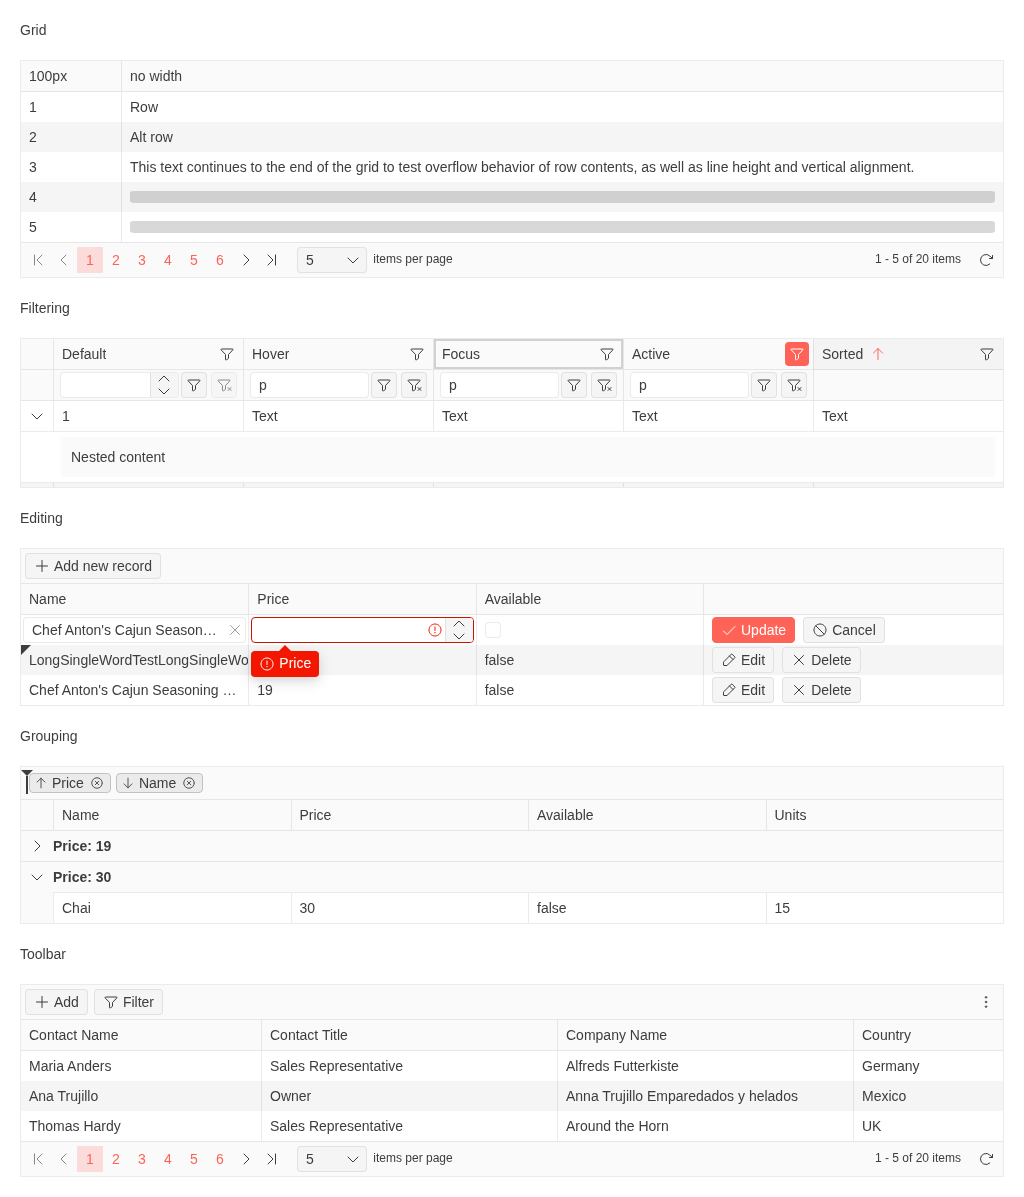 Grid
100px no width
1 Row
2 Alt row
3 This text continues to the end of the grid to test overflow behavior of row contents, as well as line height and vertical alignment.
4
5
1 2 3 4 5 6 5 items per page 1 - 5 of 20 items
Filtering
Default Hover Focus Active Sorted
p p p
1 Text Text Text Text
Nested content
Editing
Add new record
Name Price Available
Chef Anton's Cajun Season… Update Cancel
LongSingleWordTestLongSingleWo false Edit Delete
Price
Chef Anton's Cajun Seasoning … 19 false Edit Delete
Grouping
Price Name
Name Price Available Units
Price: 19
Price: 30
Chai 30 false 15
Toolbar
Add Filter
Contact Name Contact Title Company Name Country
Maria Anders Sales Representative Alfreds Futterkiste Germany
Ana Trujillo Owner Anna Trujillo Emparedados y helados Mexico
Thomas Hardy Sales Representative Around the Horn UK
1 2 3 4 5 6 5 items per page 1 - 5 of 20 items